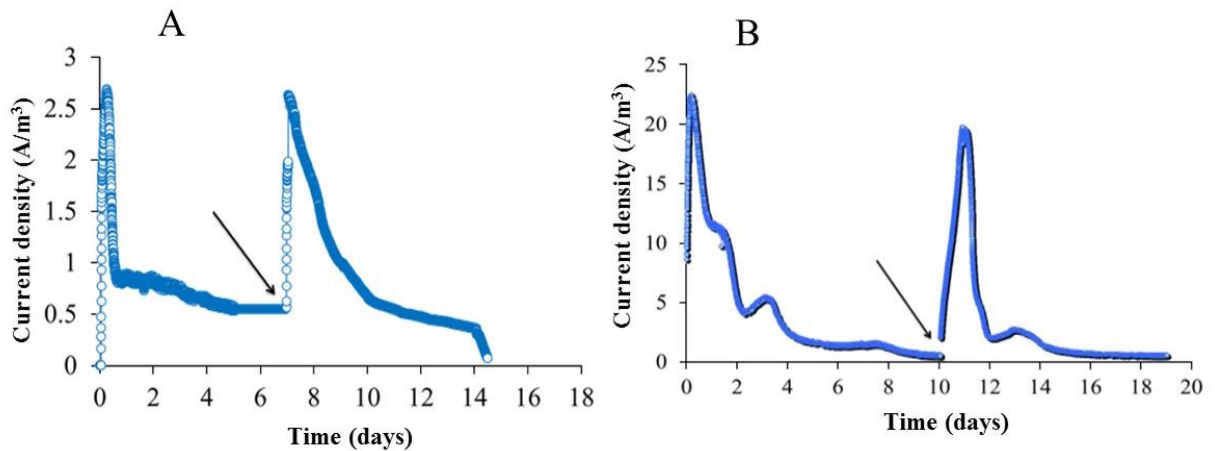 A
Current density (A/m³)
3
2.5
2
1.5
1
0.5
0
0 2 4 6 8 10 12 14 16 18
Time (days)
B
Current density (A/m³)
25
20
15
10
5
0
0 2 4 6 8 10 12 14 16 18 20
Time (days)